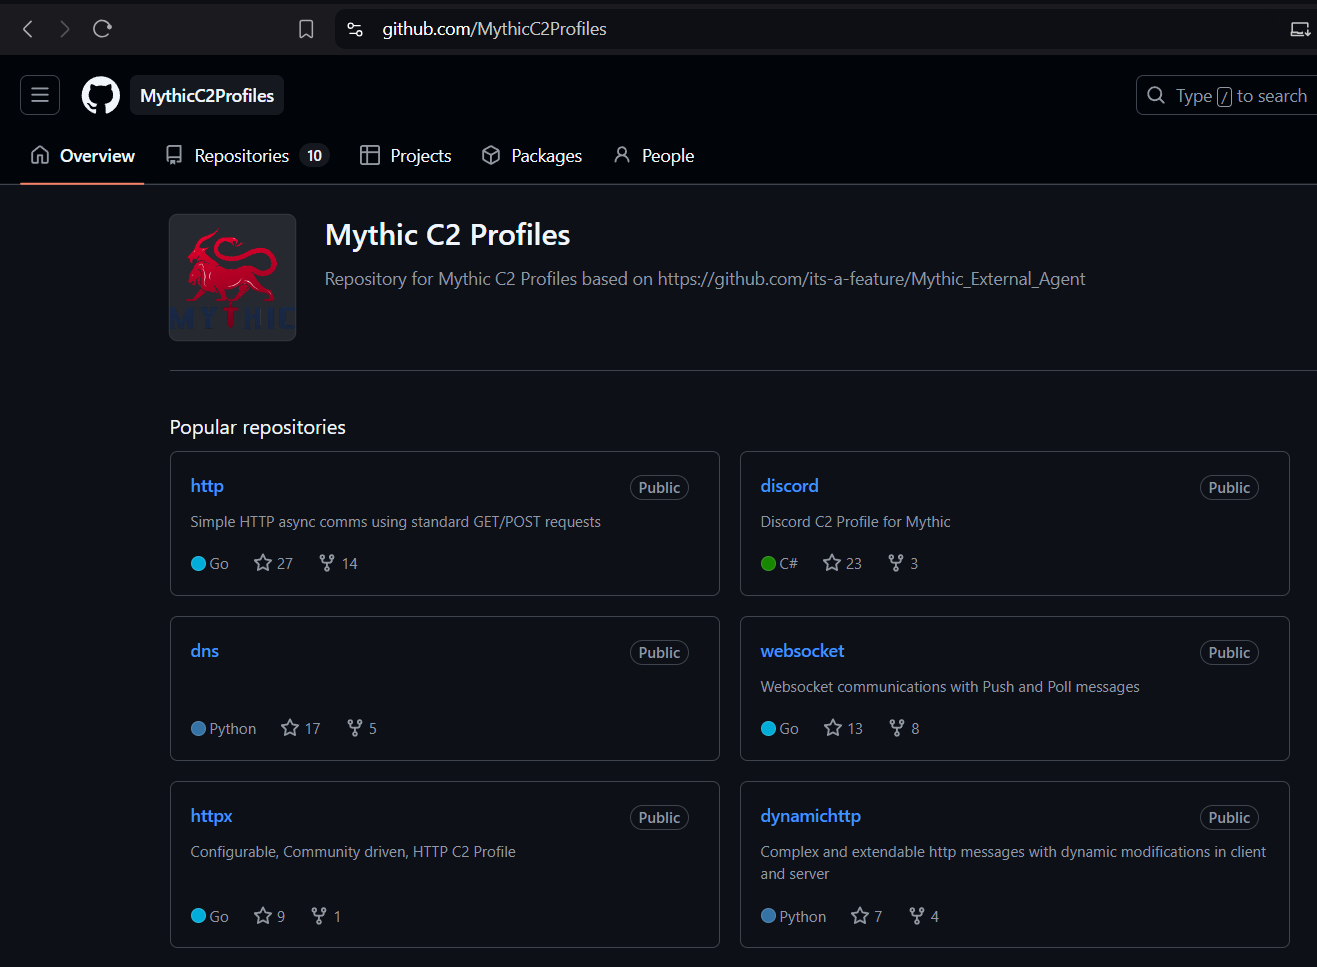 github.com/MythicC2Profiles
MythicC2Profiles
Type / to search
Overview Repositories 10 Projects Packages People
Mythic C2 Profiles
Repository for Mythic C2 Profiles based on https://github.com/its-a-feature/Mythic_External_Agent
MYTHIC
Popular repositories
http Public
Simple HTTP async comms using standard GET/POST requests
Go 27 14
discord Public
Discord C2 Profile for Mythic
C# 23 3
dns Public
Python 17 5
websocket Public
Websocket communications with Push and Poll messages
Go 13 8
httpx Public
Configurable, Community driven, HTTP C2 Profile
Go 9 1
dynamichttp Public
Complex and extendable http messages with dynamic modifications in client
and server
Python 7 4